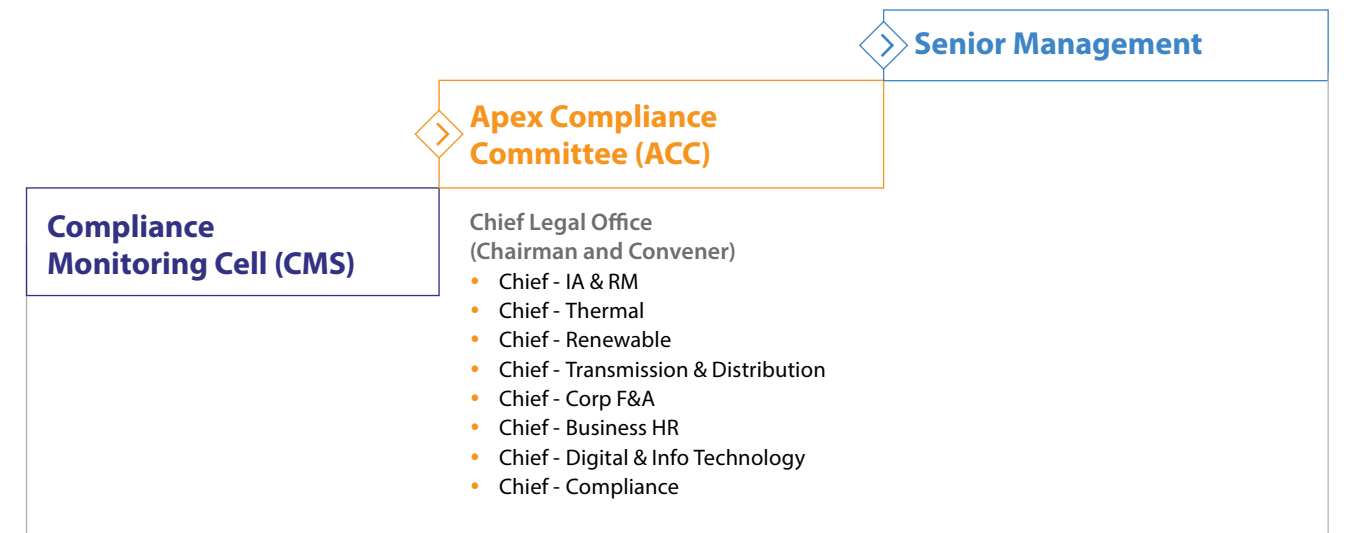 Senior Management
Apex Compliance
Committee (ACC)
Compliance
Monitoring Cell (CMS)
Chief Legal Office
(Chairman and Convener)
• Chief - IA & RM
• Chief - Thermal
• Chief - Renewable
• Chief - Transmission & Distribution
• Chief - Corp F&A
• Chief - Business HR
• Chief - Digital & Info Technology
• Chief - Compliance